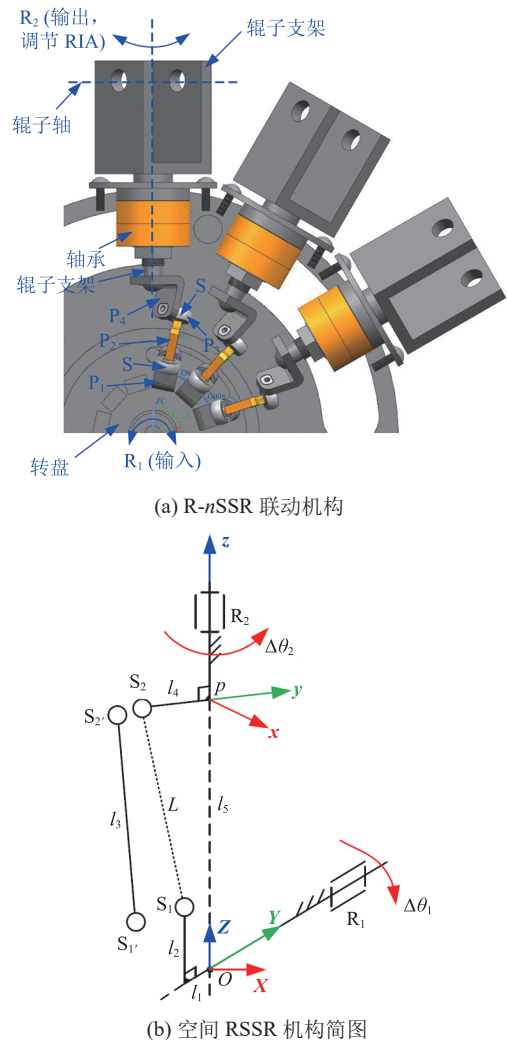 R₂ (输出,
调节 RIA)
辊子支架
辊子轴
轴承
辊子支架
S
P₄
P₂
P₃
S
P₁
ZC
转盘
R₁ (输入)
(a) R-nSSR 联动机构
z
R₂
Δθ₂
S₂
l₄
p
y
S₂′
x
l₃
L
l₅
S₁
Z
Y
R₁
Δθ₁
S₁′
l₂
l₁
O
X
(b) 空间 RSSR 机构简图